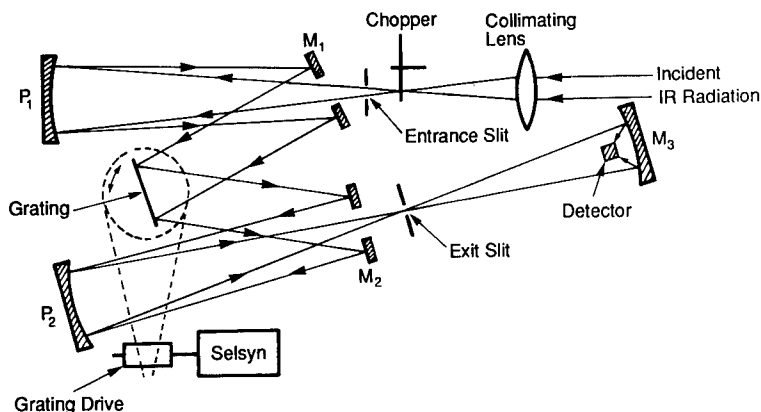 Chopper
Collimating
Lens
M1
P1
Incident
IR Radiation
Entrance Slit
M3
Grating
Detector
Exit Slit
M2
P2
Selsyn
Grating Drive